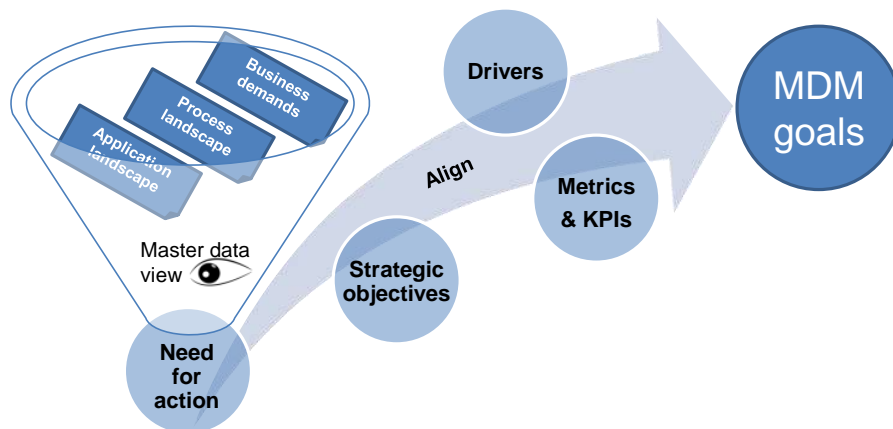 Business
demands
Process
landscape
Application
landscape
Master data
view
Need
for
action
Align
Strategic
objectives
Drivers
Metrics
& KPIs
MDM
goals